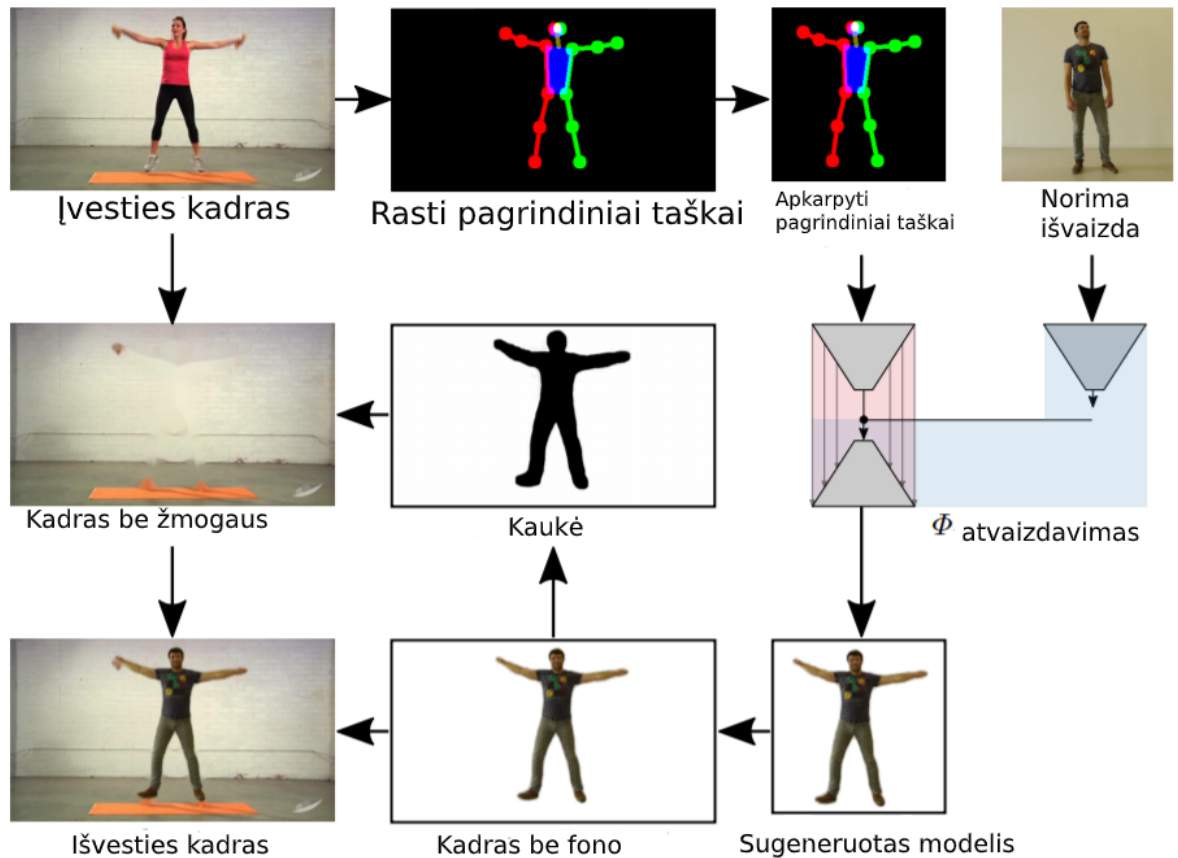 Įvesties kadras
Rasti pagrindiniai taškai
Apkarpyti
pagrindiniai taškai
Norima
išvaizda
Kadras be žmogaus
Kaukė
Φ atvaizdavimas
Išvesties kadras
Kadras be fono
Sugeneruotas modelis